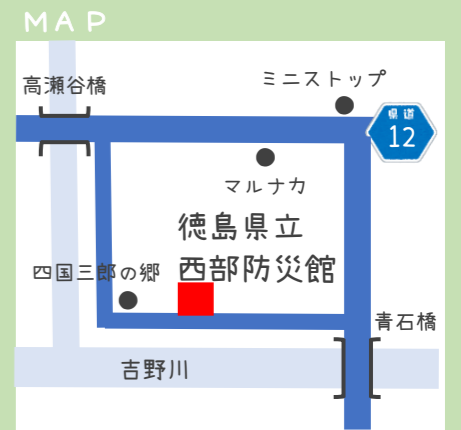 MAP
高瀬谷橋
ミニストップ
県道
12
マルナカ
徳島県立
西部防災館
四国三郎の郷
青石橋
吉野川